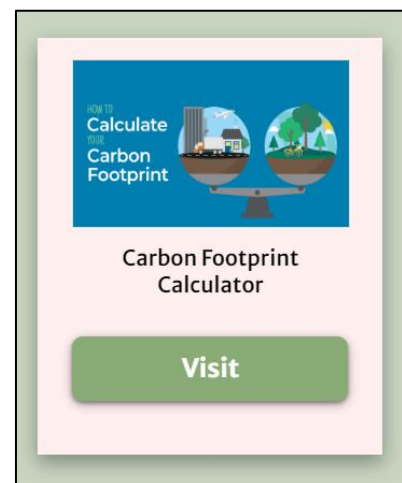 HOW TO
Calculate
YOUR
Carbon
Footprint
Carbon Footprint
Calculator
Visit